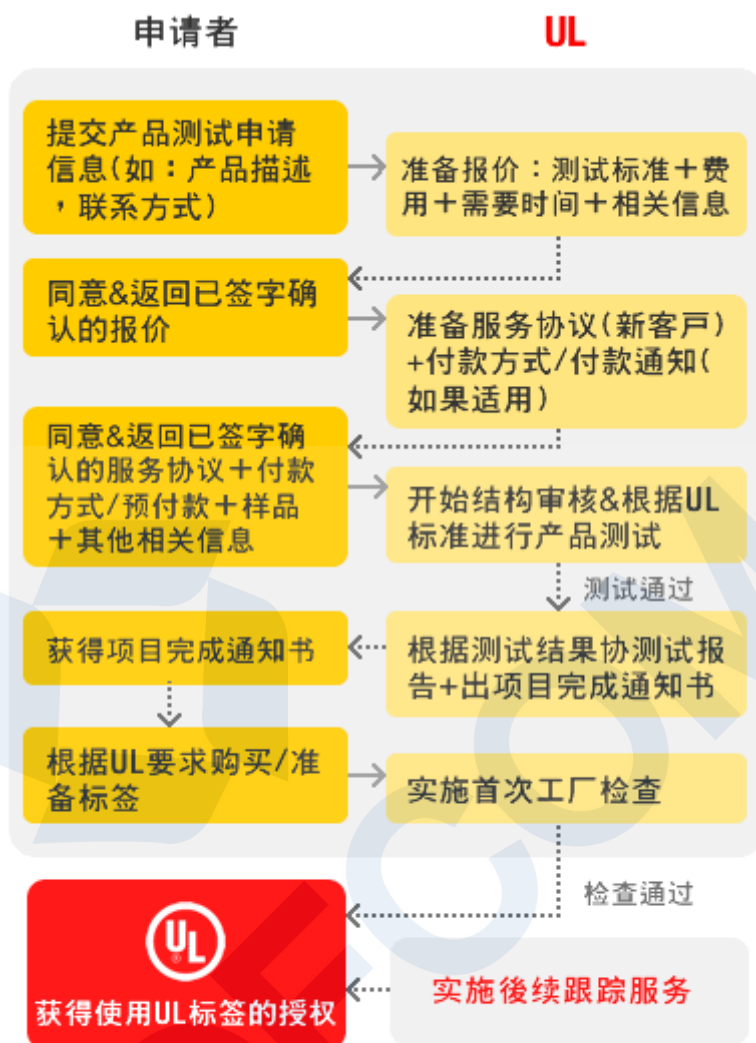 申请者
UL
提交产品测试申请
信息(如：产品描述
，联系方式)
准备报价：测试标准＋费
用＋需要时间＋相关信息
同意&返回已签字确
认的报价
准备服务协议(新客戸)
+付款方式/付款通知(
如果适用)
同意&返回已签字确
认的服务协议＋付款
方式/预付款＋样品
＋其他相关信息
开始结构审核&根据UL
标准进行产品测试
测试通过
获得项目完成通知书
根据测试结果协测试报
告+出项目完成通知书
根据UL要求购买/准
备标签
实施首次工厂检查
检查通过
UL
获得使用UL标签的授权
实施後续跟踪服务